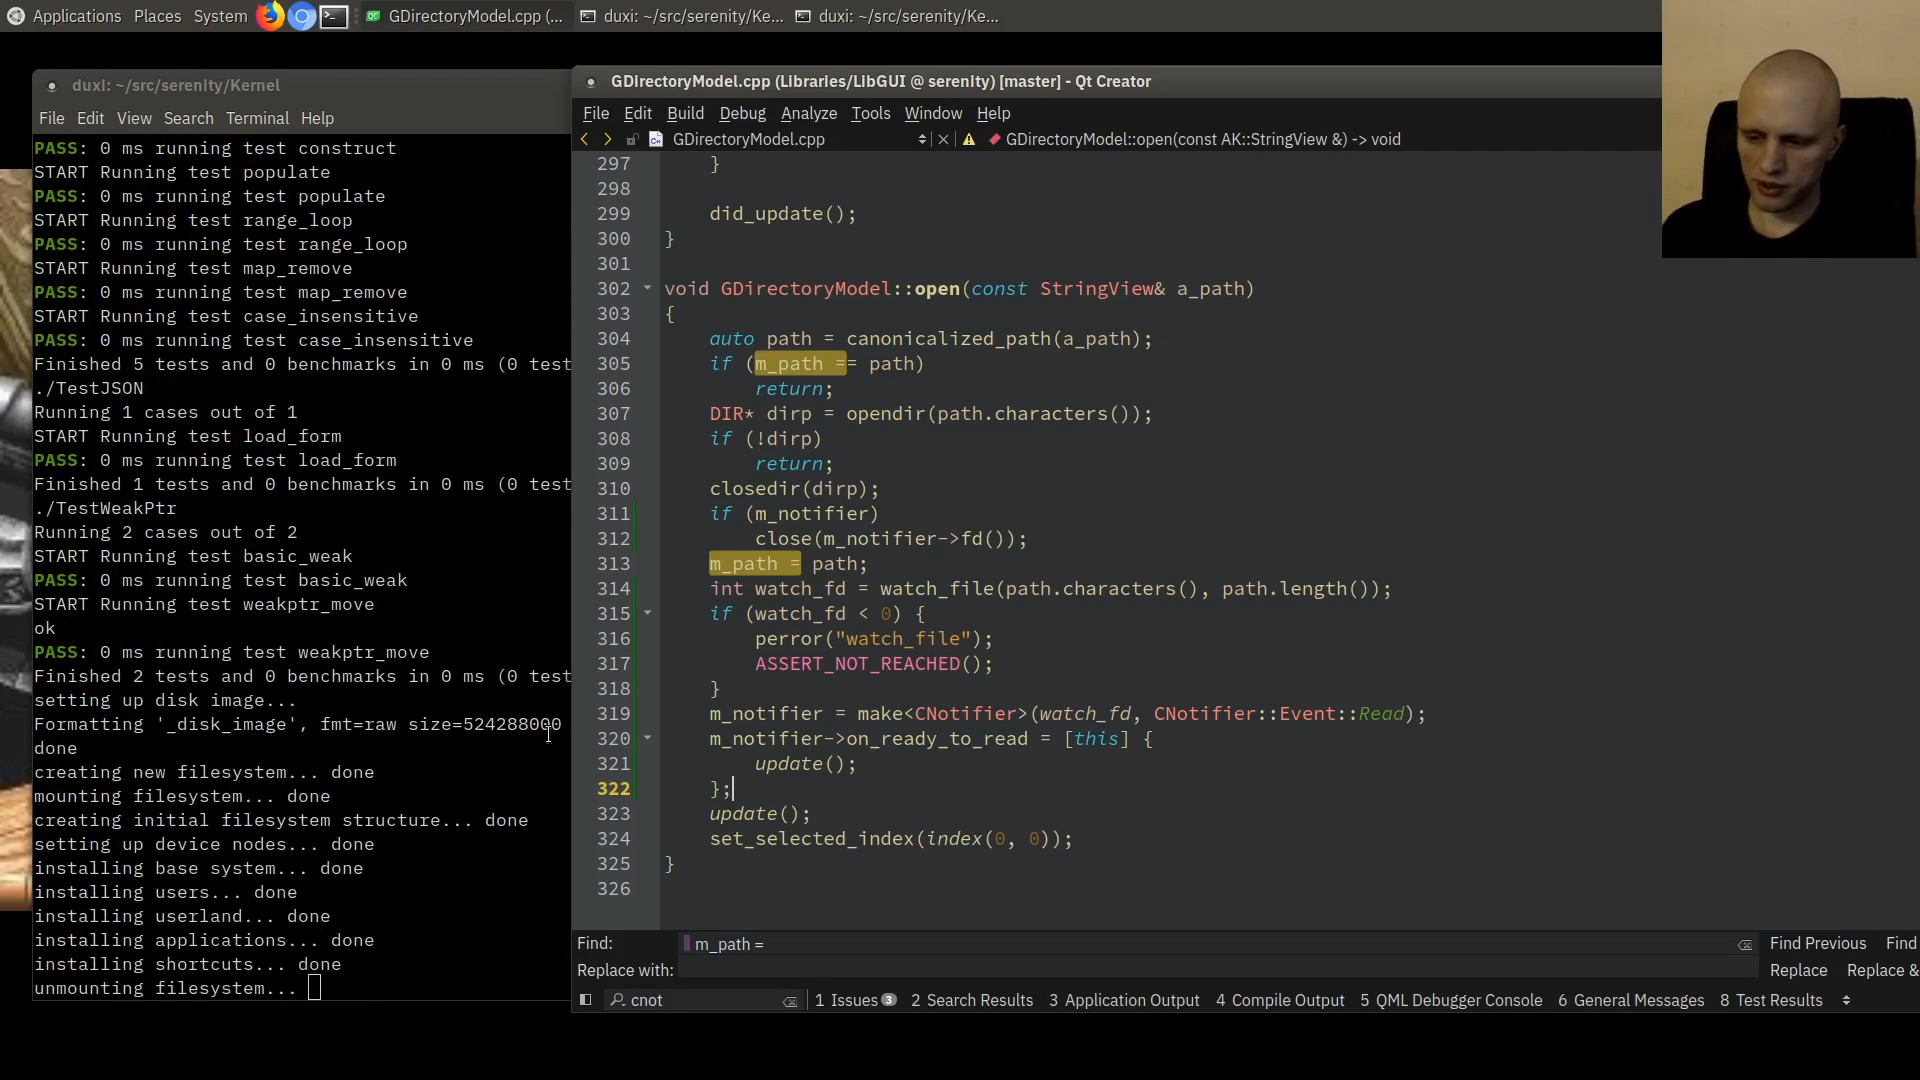 Applications Places System GDirectoryModel.cpp (... duxi: ~/src/serenity/Ke... duxi: ~/src/serenity/Ke...
duxi: ~/src/serenity/Kernel
File Edit View Search Terminal Help
PASS: 0 ms running test construct
START Running test populate
PASS: 0 ms running test populate
START Running test range_loop
PASS: 0 ms running test range_loop
START Running test map_remove
PASS: 0 ms running test map_remove
START Running test case_insensitive
PASS: 0 ms running test case_insensitive
Finished 5 tests and 0 benchmarks in 0 ms (0 test
./TestJSON
Running 1 cases out of 1
START Running test load_form
PASS: 0 ms running test load_form
Finished 1 tests and 0 benchmarks in 0 ms (0 test
./TestWeakPtr
Running 2 cases out of 2
START Running test basic_weak
PASS: 0 ms running test basic_weak
START Running test weakptr_move
ok
PASS: 0 ms running test weakptr_move
Finished 2 tests and 0 benchmarks in 0 ms (0 test
setting up disk image...
Formatting '_disk_image', fmt=raw size=524288000
done
creating new filesystem... done
mounting filesystem... done
creating initial filesystem structure... done
setting up device nodes... done
installing base system... done
installing users... done
installing userland... done
installing applications... done
installing shortcuts... done
unmounting filesystem...
GDirectoryModel.cpp (Libraries/LibGUI @ serenity) [master] - Qt Creator
File Edit Build Debug Analyze Tools Window Help
GDirectoryModel.cpp GDirectoryModel::open(const AK::StringView &) -> void
297 }
298
299 did_update();
300 }
301
302 void GDirectoryModel::open(const StringView& a_path)
303 {
304 auto path = canonicalized_path(a_path);
305 if (m_path == path)
306 return;
307 DIR* dirp = opendir(path.characters());
308 if (!dirp)
309 return;
310 closedir(dirp);
311 if (m_notifier)
312 close(m_notifier->fd());
313 m_path = path;
314 int watch_fd = watch_file(path.characters(), path.length());
315 if (watch_fd < 0) {
316 perror("watch_file");
317 ASSERT_NOT_REACHED();
318 }
319 m_notifier = make<CNotifier>(watch_fd, CNotifier::Event::Read);
320 m_notifier->on_ready_to_read = [this] {
321 update();
322 };
323 update();
324 set_selected_index(index(0, 0));
325 }
326
Find: m_path = Find Previous Find
Replace with: Replace Replace &
cnot 1 Issues 3 2 Search Results 3 Application Output 4 Compile Output 5 QML Debugger Console 6 General Messages 8 Test Results